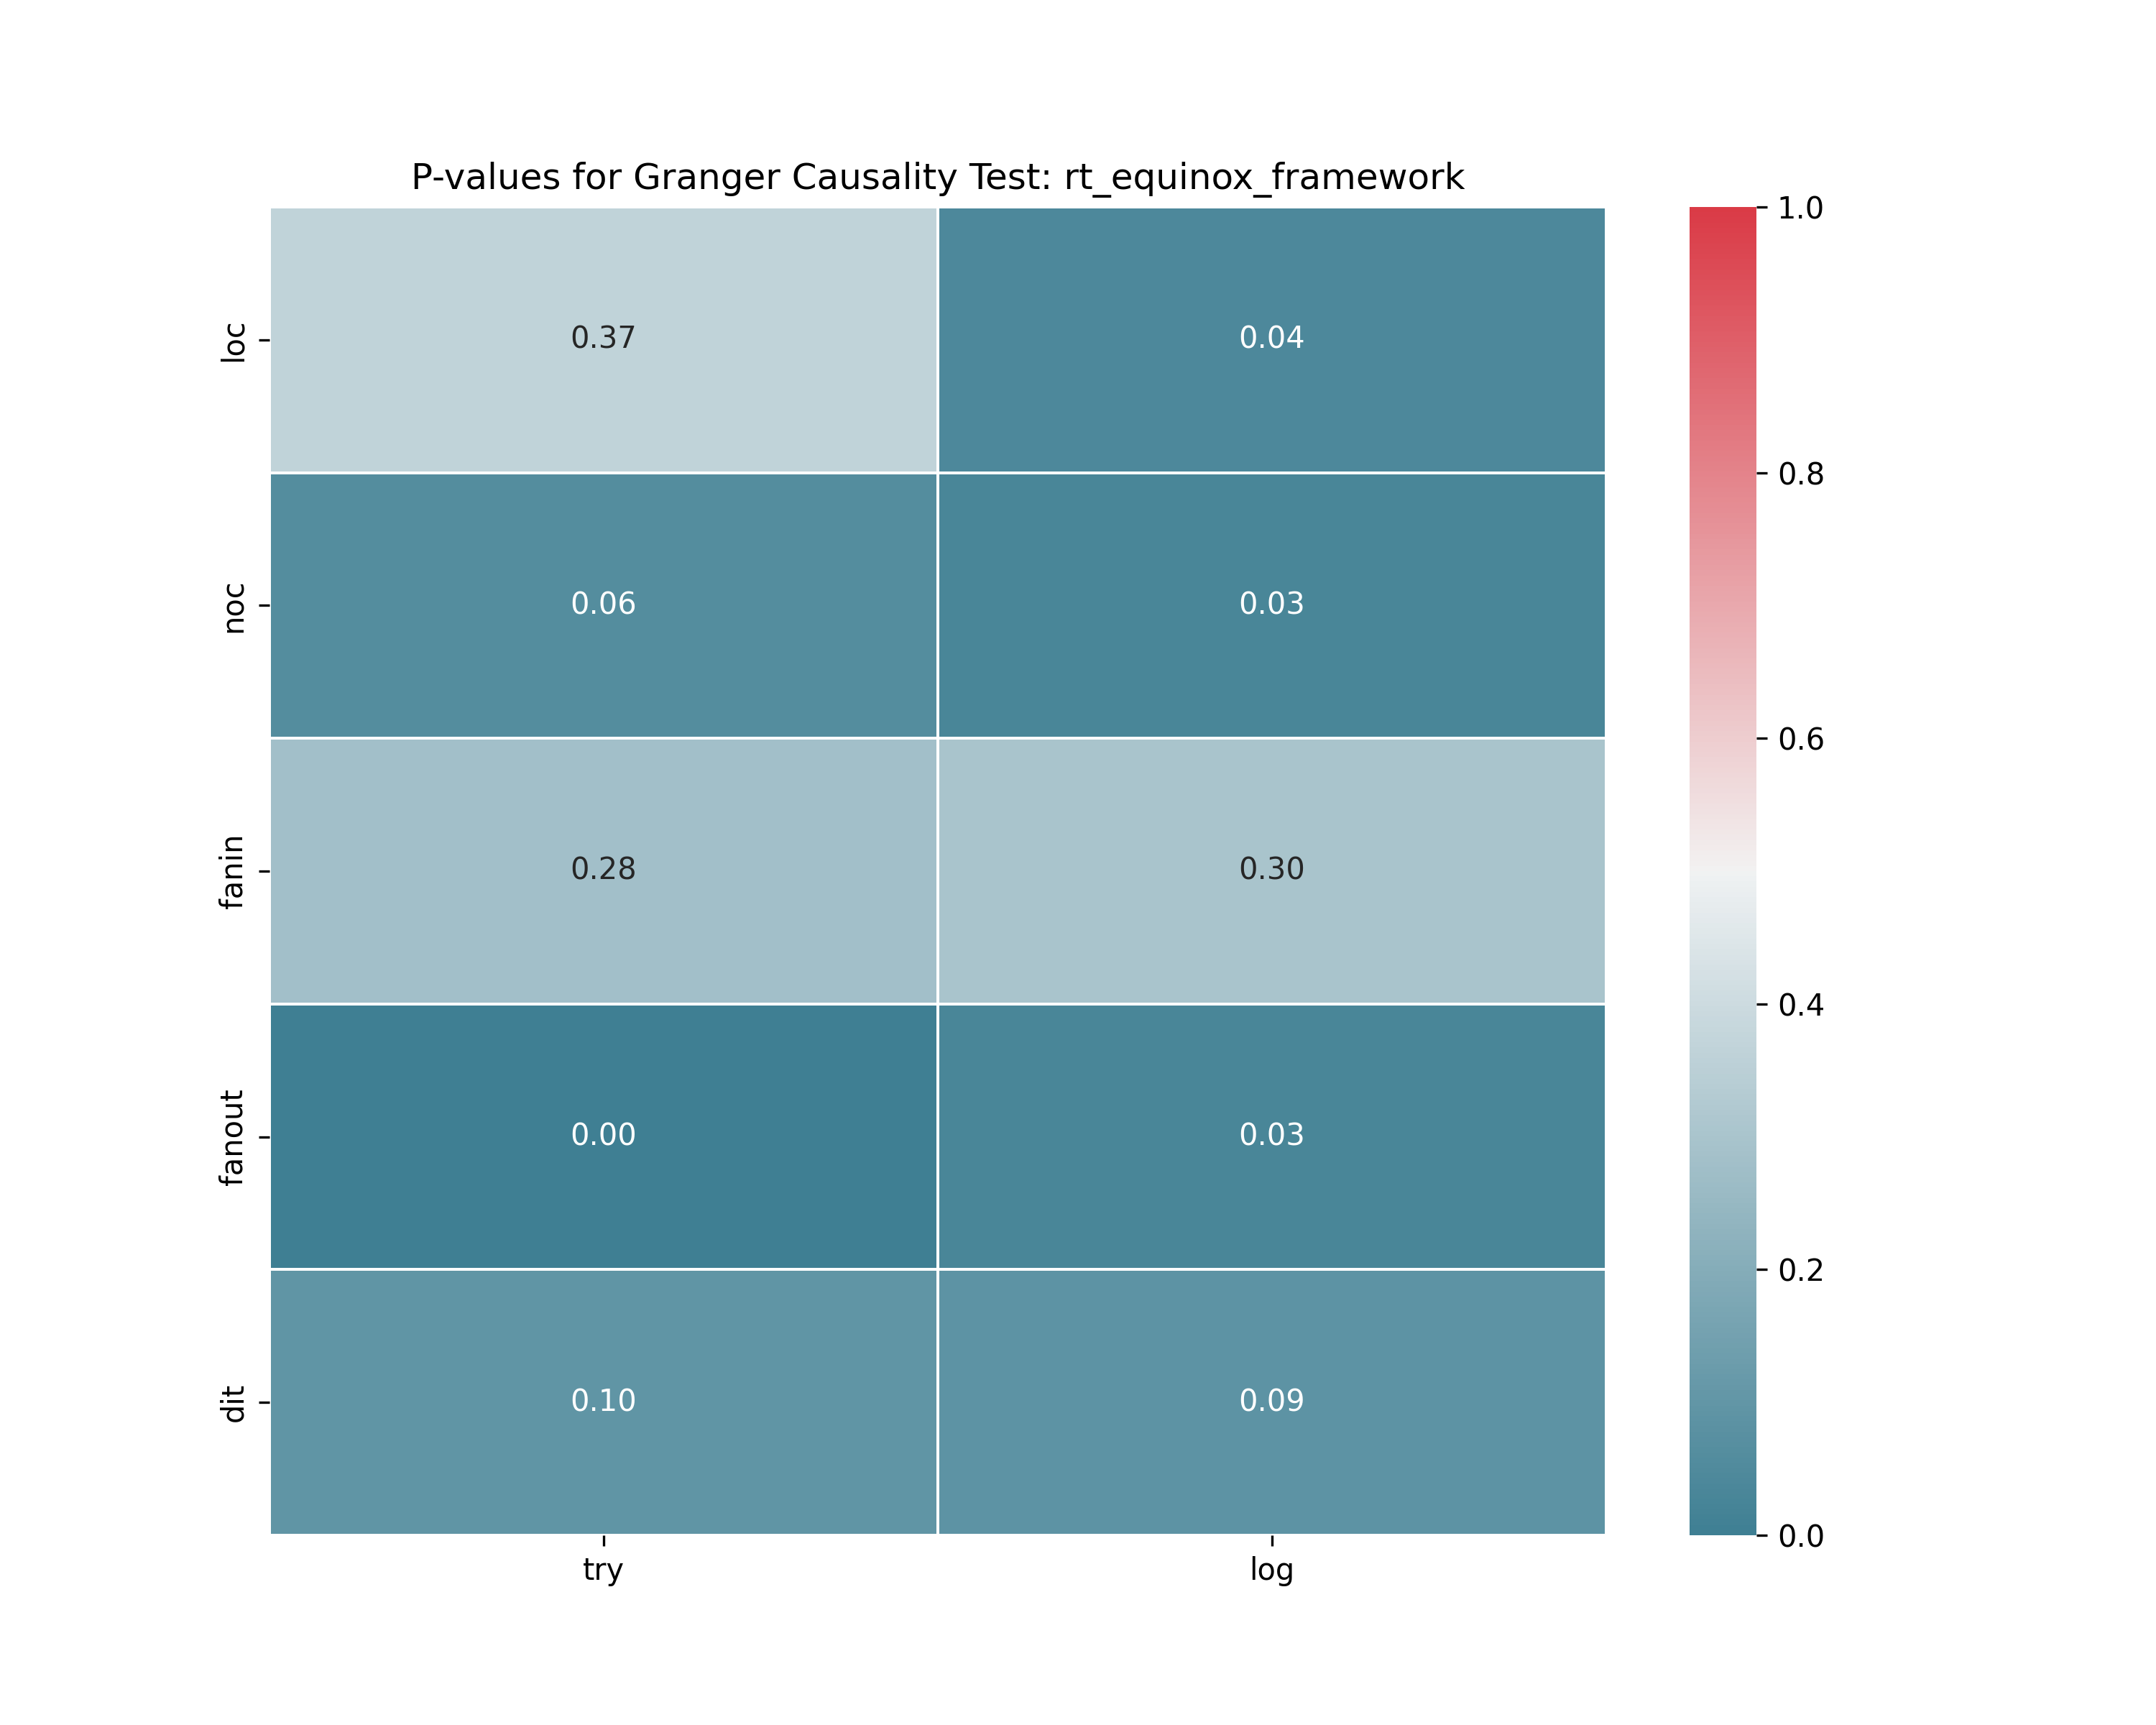 P-values for Granger Causality Test: rt_equinox_framework
loc
0.37
0.04
noc
0.06
0.03
fanin
0.28
0.30
fanout
0.00
0.03
dit
0.10
0.09
try
log
1.0
0.8
0.6
0.4
0.2
0.0